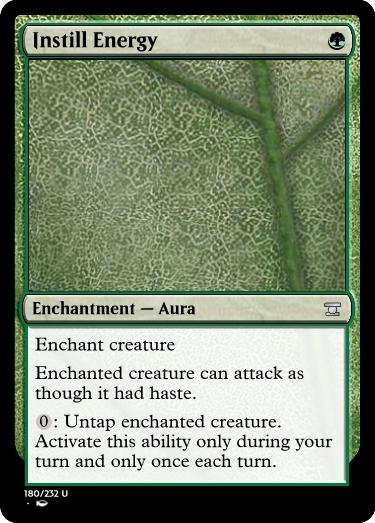 Instill Energy
Enchantment — Aura
Enchant creature
Enchanted creature can attack as
though it had haste.
0: Untap enchanted creature.
Activate this ability only during your
turn and only once each turn.
180/232 U